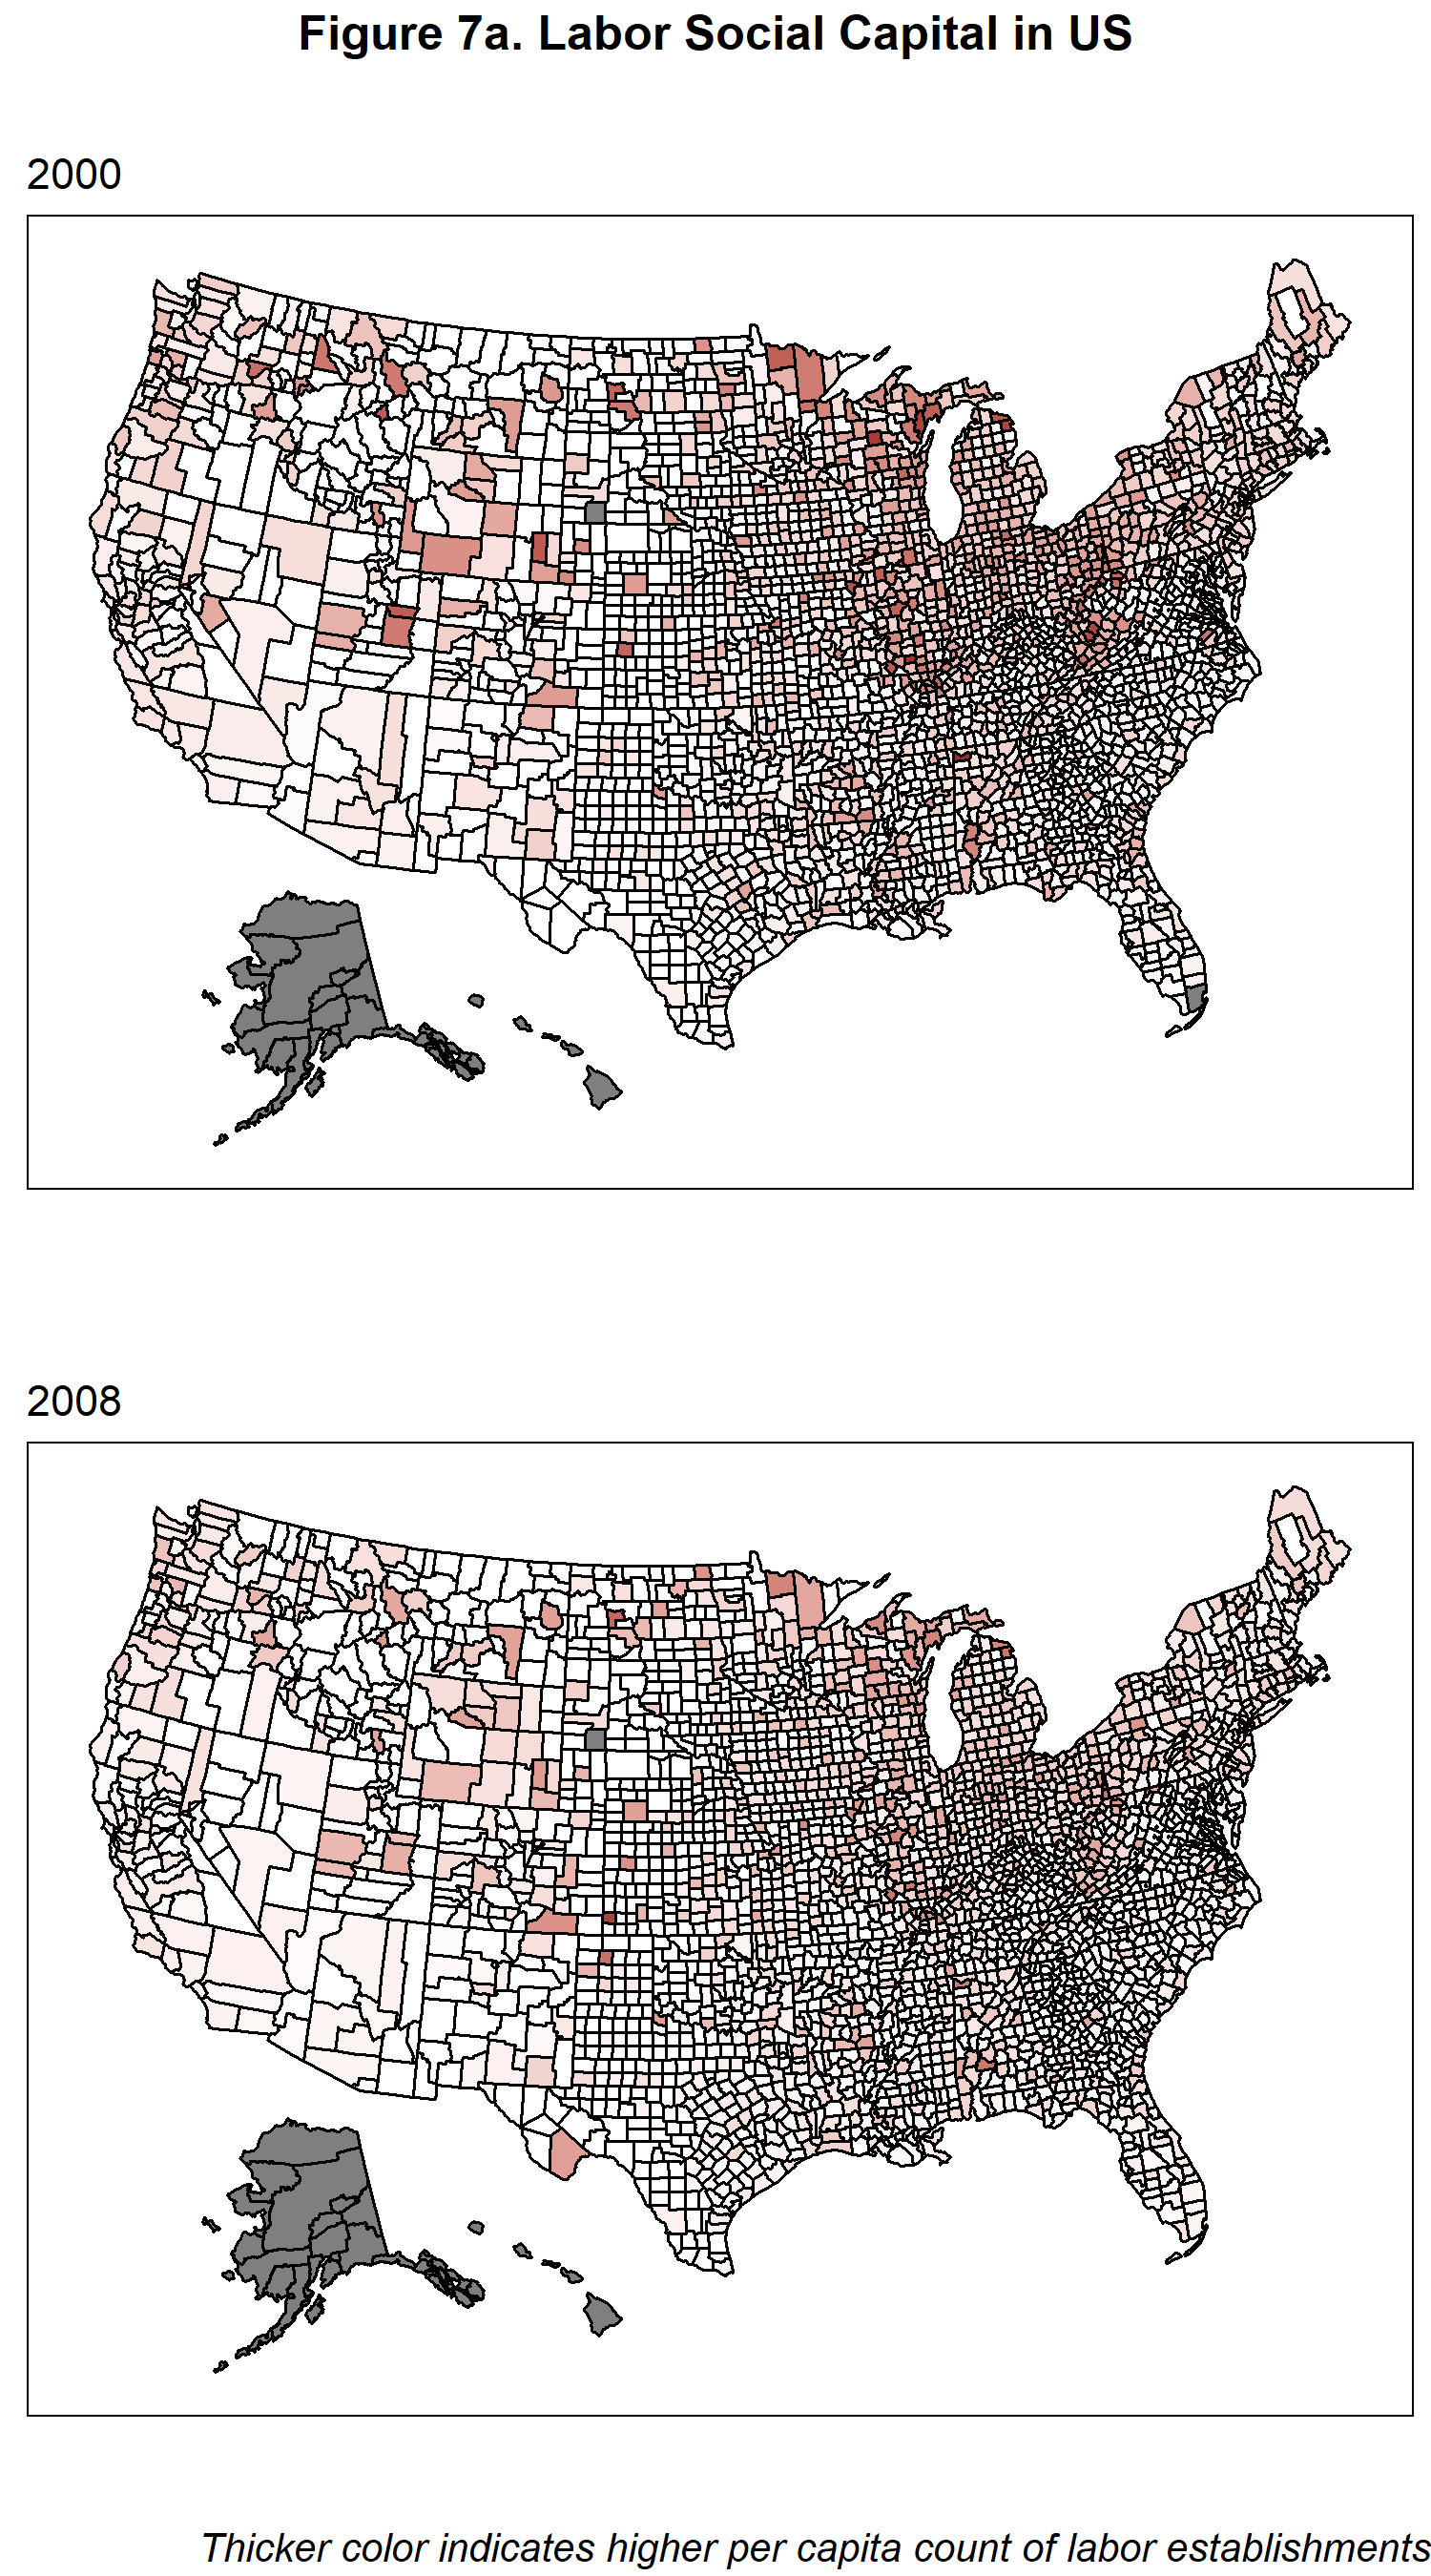 Figure 7a. Labor Social Capital in US
2000
2008
Thicker color indicates higher per capita count of labor establishments